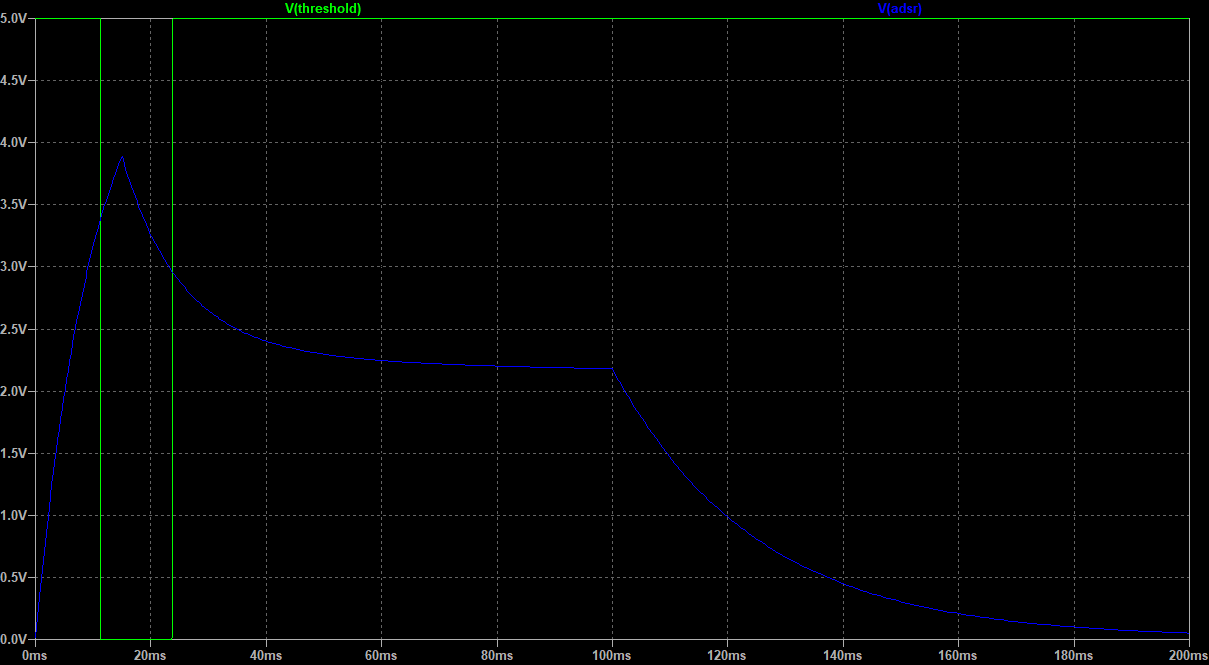 V(threshold) V(adsr)
5.0V
4.5V
4.0V
3.5V
3.0V
2.5V
2.0V
1.5V
1.0V
0.5V
0.0V
0ms 20ms 40ms 60ms 80ms 100ms 120ms 140ms 160ms 180ms 200ms